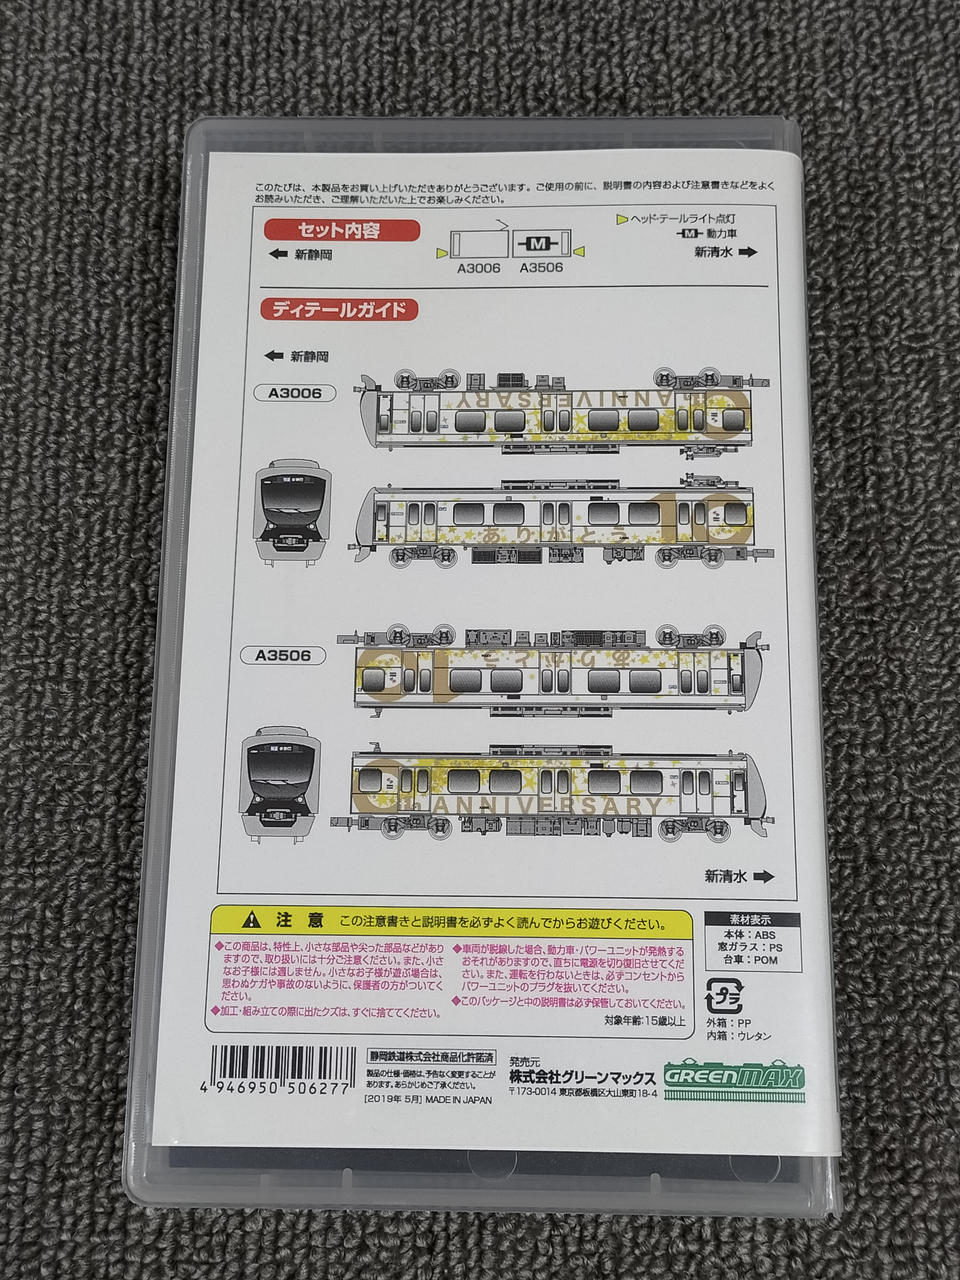 このたびは、本製品をお買い上げいただきありがとうございます。ご使用の前に、説明書の内容および注意書きなどをよく
お読みいただき、ご理解いただいた上でお楽しみください。
セット内容
ヘッド・テールライト点灯
M 動力車
新静岡
M
新清水
A3006 A3506
ディテールガイド
新静岡
A3006
10th ANNIVERSARY
ありがとう 10
A3506
ありがとう 10
10th ANNIVERSARY
新清水
注意 この注意書きと説明書を必ずよく読んでからお遊びください。
◆この商品は、特性上、小さな部品や尖った部品などがあり
ますので、取り扱いには十分ご注意ください。また、小さ
なお子様には適しません。小さなお子様が遊ぶ場合は、
思わぬケガや事故のないように、保護者の方がついてく
ださい。
◆加工・組み立ての際に出たクズは、すぐに捨ててください。
◆車両が脱線した場合、動力車・パワーユニットが発熱する
おそれがありますので、直ちに電源を切り復旧させてくだ
さい。また、運転を行わないときは、必ずコンセントから
パワーユニットのプラグを抜いてください。
◆このパッケージと中の説明書は必ず保管しておいてください。
対象年齢:15歳以上
素材表示
本体:ABS
窓ガラス:PS
台車:POM
プラ
外箱:PP
内箱:ウレタン
4 946950 506277
静岡鉄道株式会社商品化許諾済
製品の仕様・価格は、予告なく変更することが
あります。あらかじめご了承ください。
[2019年 5月] MADE IN JAPAN
発売元
株式会社グリーンマックス
〒173-0014 東京都板橋区大山東町18-4
GREENMAX